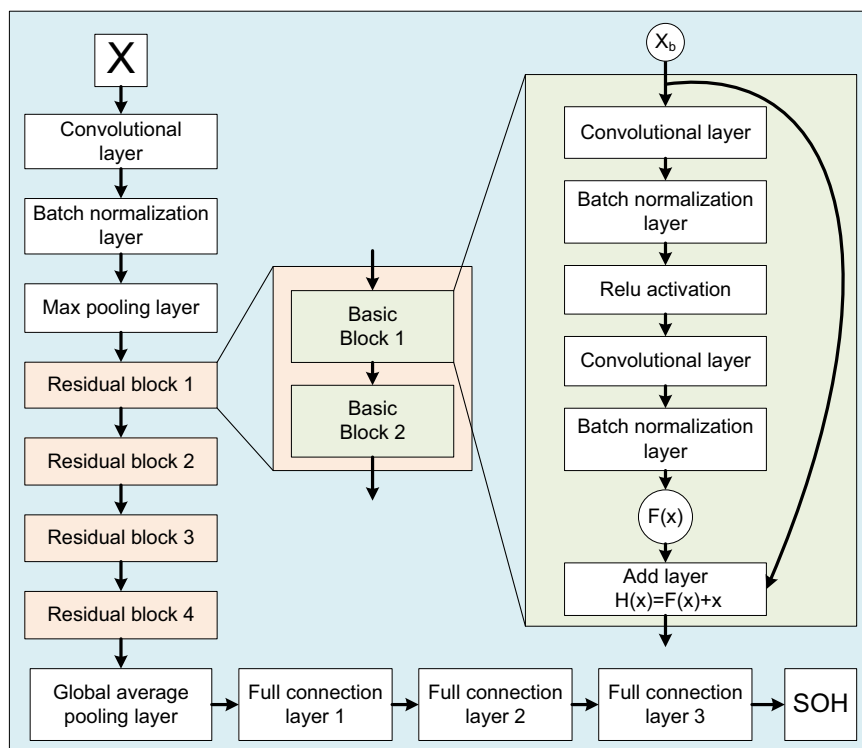 X
Convolutional
layer
Batch normalization
layer
Max pooling layer
Residual block 1
Residual block 2
Residual block 3
Residual block 4
Global average
pooling layer
Full connection
layer 1
Full connection
layer 2
Full connection
layer 3
SOH
Basic
Block 1
Basic
Block 2
Xb
Convolutional layer
Batch normalization
layer
Relu activation
Convolutional layer
Batch normalization
layer
F(x)
Add layer
H(x)=F(x)+x